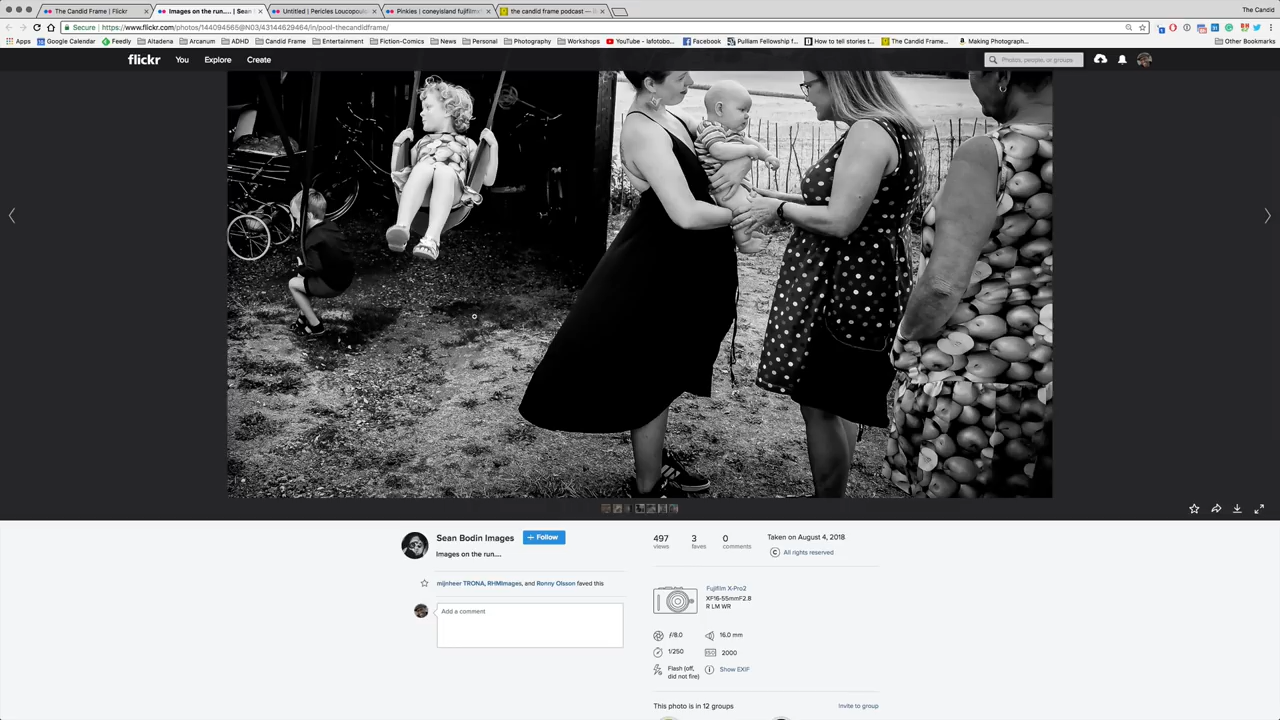 The Candid Frame | Flickr
Images on the run.... | Sean
Untitled | Pericles Loucopoulos
Pinkies | coneyisland fujifilms
the candid frame podcast —
The Candid
Secure
https://www.flickr.com/photos/144094565@N03/43144629464/in/pool-thecandidframe/
Apps
Google Calendar
Feedly
Altadena
Arcanum
ADHD
Candid Frame
Entertainment
Fiction-Comics
News
Personal
Photography
Workshops
YouTube - lafotobo...
Facebook
Pulliam Fellowship f...
How to tell stories t...
The Candid Frame...
Making Photograph...
Other Bookmarks
flickr
You
Explore
Create
Photos, people, or groups
Sean Bodin Images
+ Follow
Images on the run....
mijnheer TRONA, RHMImages, and Ronny Olsson faved this
Add a comment
497
views
3
faves
0
comments
Taken on August 4, 2018
All rights reserved
Fujifilm X-Pro2
XF16-55mmF2.8
R LM WR
ƒ/8.0
16.0 mm
1/250
ISO
2000
Flash (off,
did not fire)
Show EXIF
This photo is in 12 groups
Invite to group